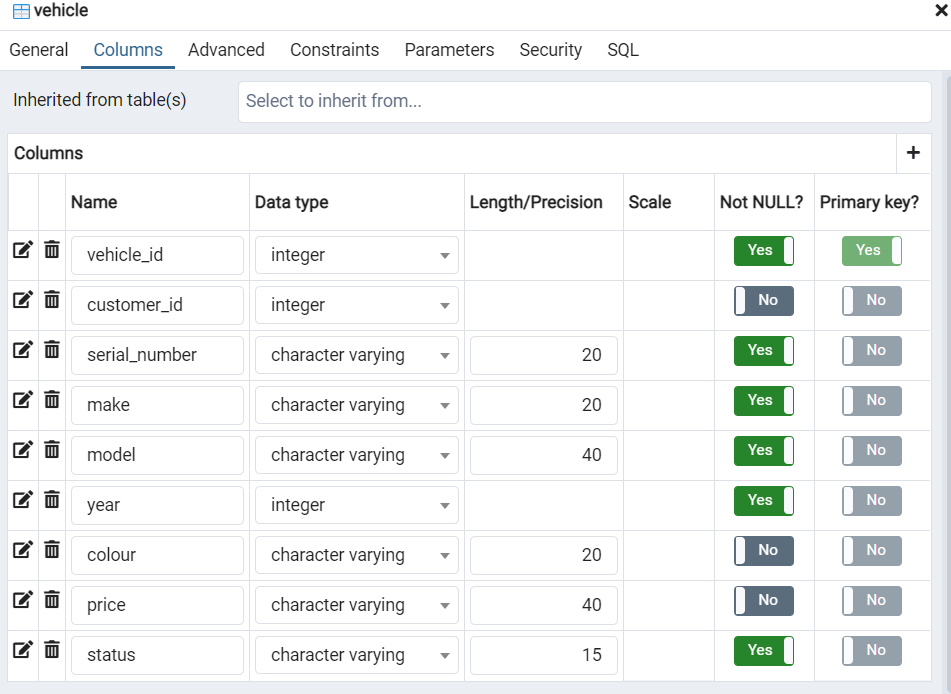 vehicle
General Columns Advanced Constraints Parameters Security SQL
Inherited from table(s) Select to inherit from...
Columns
Name Data type Length/Precision Scale Not NULL? Primary key?
vehicle_id integer Yes Yes
customer_id integer No No
serial_number character varying 20 Yes No
make character varying 20 Yes No
model character varying 40 Yes No
year integer Yes No
colour character varying 20 No No
price character varying 40 No No
status character varying 15 Yes No